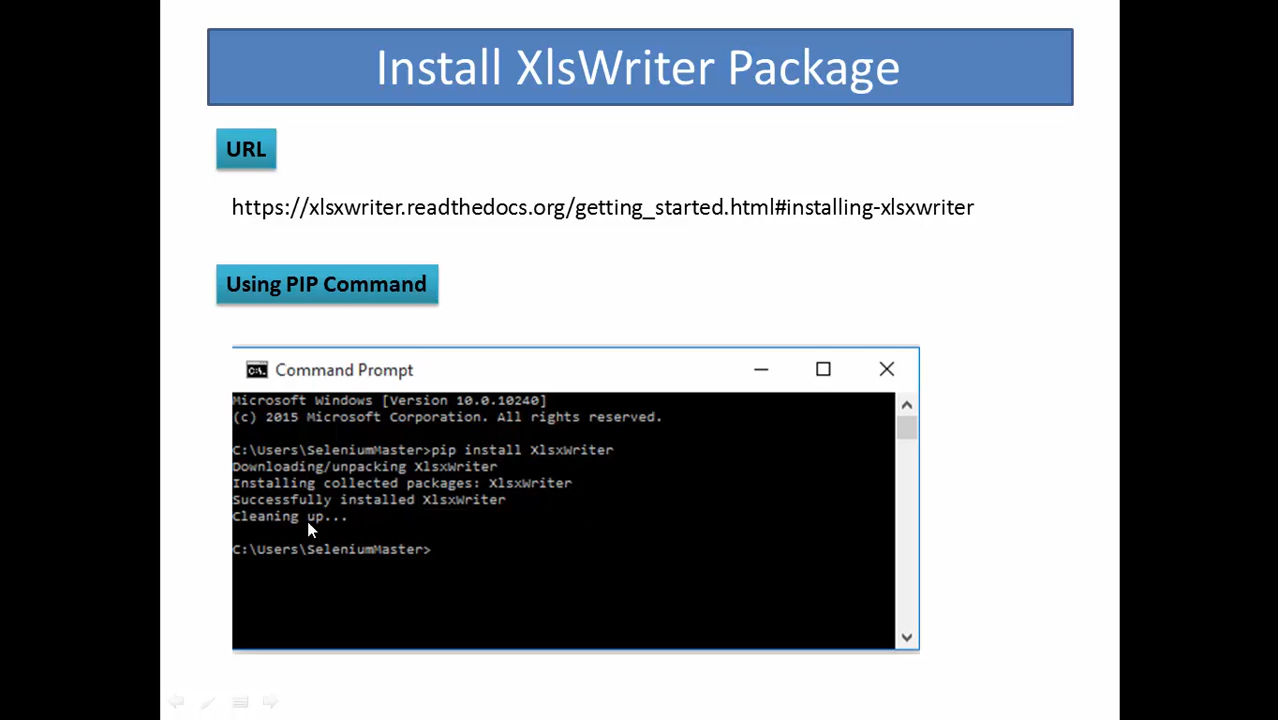 Install XlsWriter Package
URL
https://xlsxwriter.readthedocs.org/getting_started.html#installing-xlsxwriter
Using PIP Command
C:\. Command Prompt
Microsoft Windows [Version 10.0.10240]
(c) 2015 Microsoft Corporation. All rights reserved.
C:\Users\SeleniumMaster>pip install XlsxWriter
Downloading/unpacking XlsxWriter
Installing collected packages: XlsxWriter
Successfully installed XlsxWriter
Cleaning up...
C:\Users\SeleniumMaster>